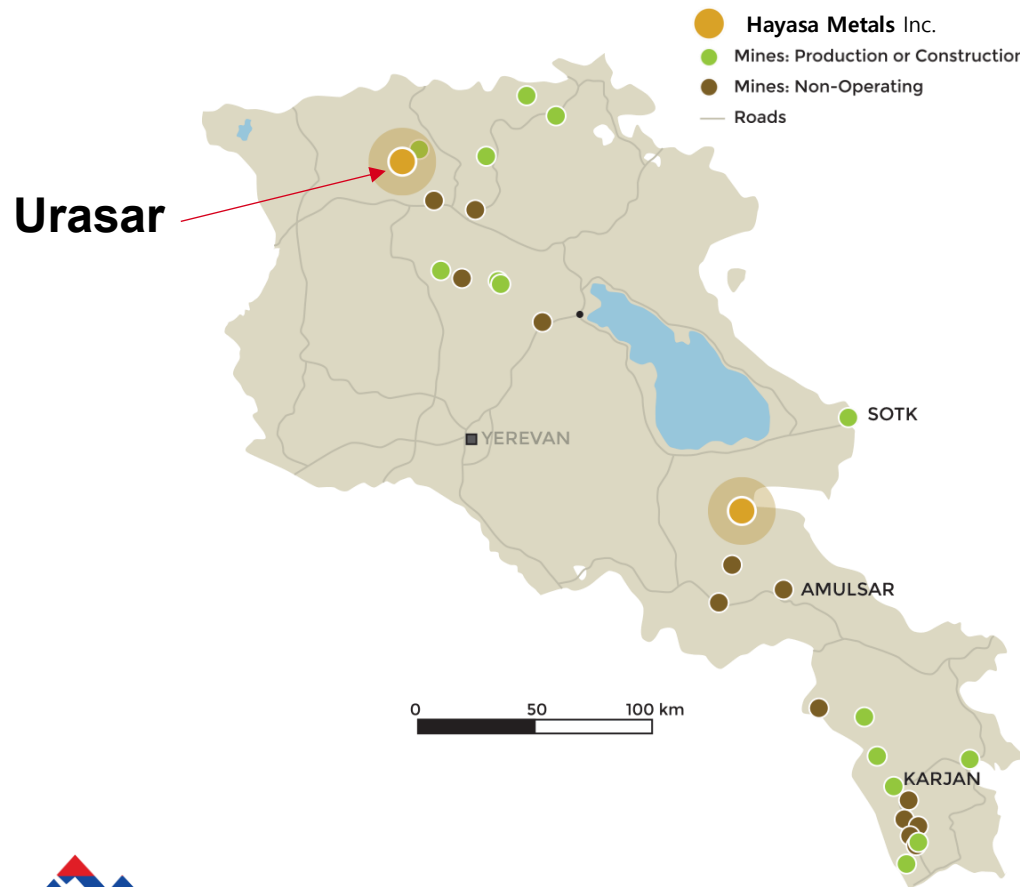 Hayasa Metals Inc.
Mines: Production or Construction
Mines: Non-Operating
Roads
Urasar
SOTK
YEREVAN
AMULSAR
0 50 100 km
KARJAN